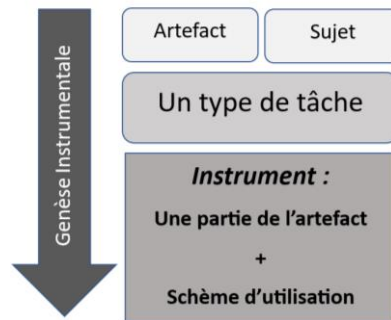 Genèse Instrumentale
Artefact
Sujet
Un type de tâche
Instrument :
Une partie de l'artefact
+
Schème d'utilisation